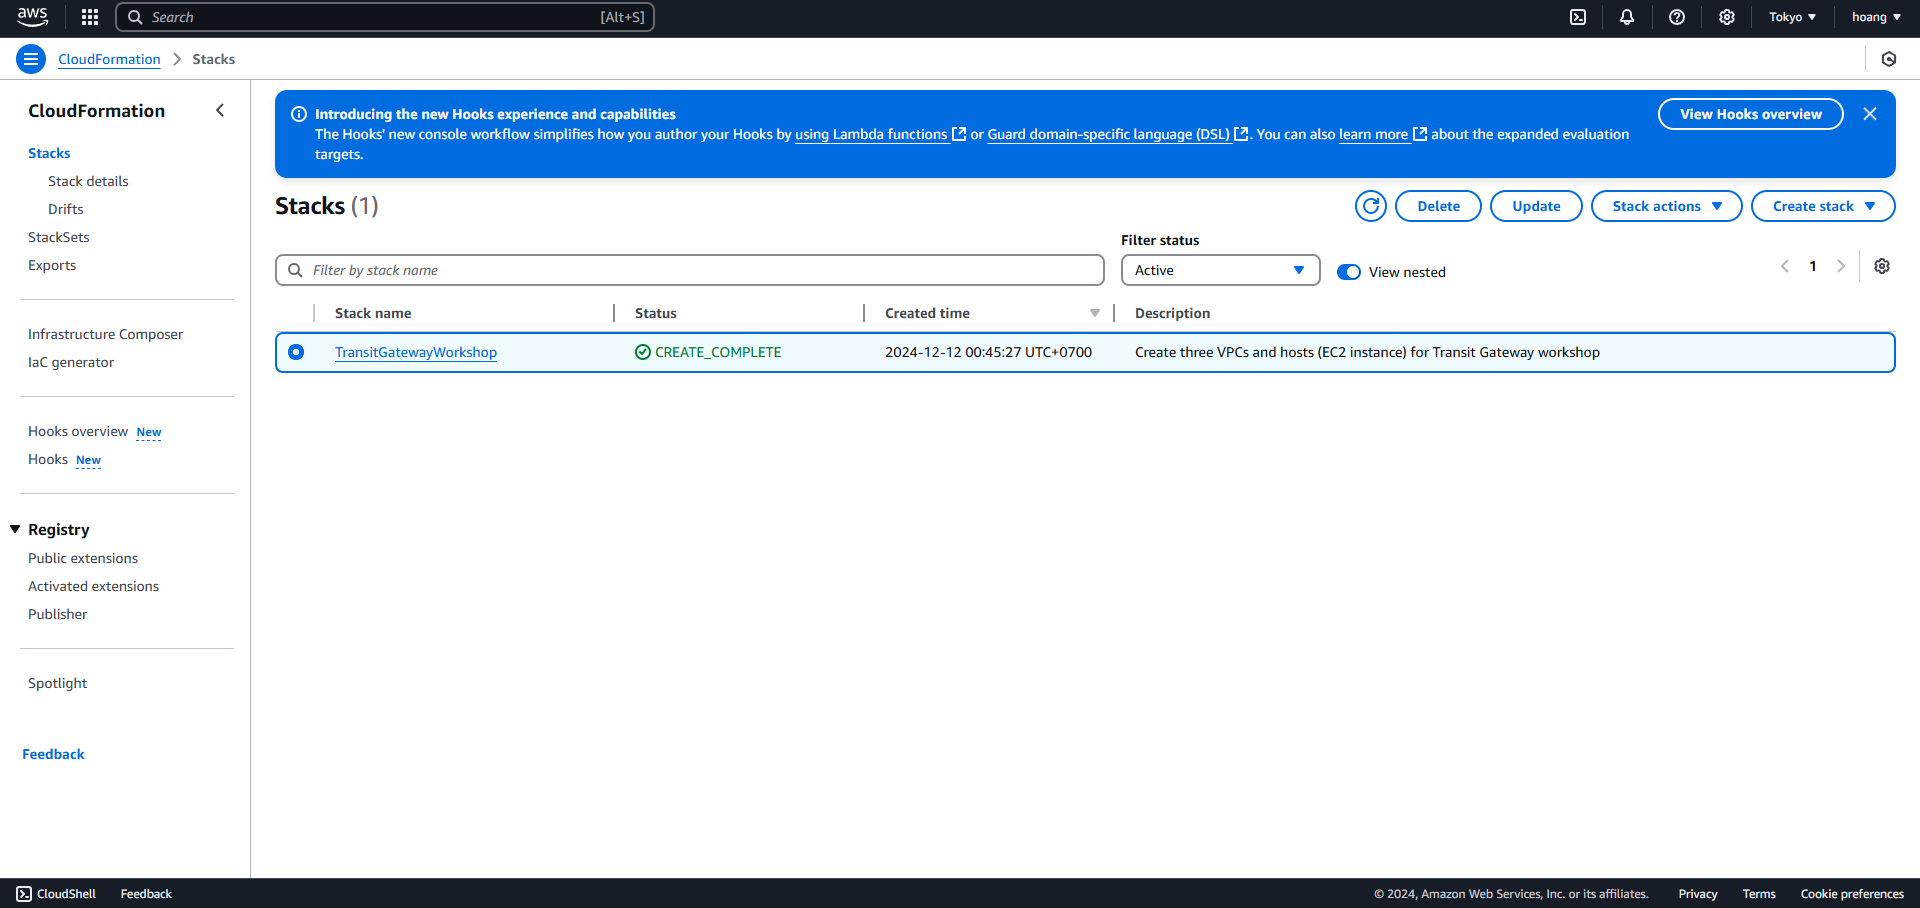 aws
Search [Alt+S]
Tokyo
hoang
CloudFormation
Stacks
CloudFormation
Stacks
Stack details
Drifts
StackSets
Exports
Infrastructure Composer
IaC generator
Hooks overview New
Hooks New
Registry
Public extensions
Activated extensions
Publisher
Spotlight
Feedback
Introducing the new Hooks experience and capabilities
The Hooks' new console workflow simplifies how you author your Hooks by using Lambda functions or Guard domain-specific language (DSL) . You can also learn more about the expanded evaluation
targets.
View Hooks overview
Stacks (1)
Delete
Update
Stack actions
Create stack
Filter by stack name
Filter status
Active
View nested
1
Stack name Status Created time Description
TransitGatewayWorkshop CREATE_COMPLETE 2024-12-12 00:45:27 UTC+0700 Create three VPCs and hosts (EC2 instance) for Transit Gateway workshop
CloudShell Feedback © 2024, Amazon Web Services, Inc. or its affiliates. Privacy Terms Cookie preferences